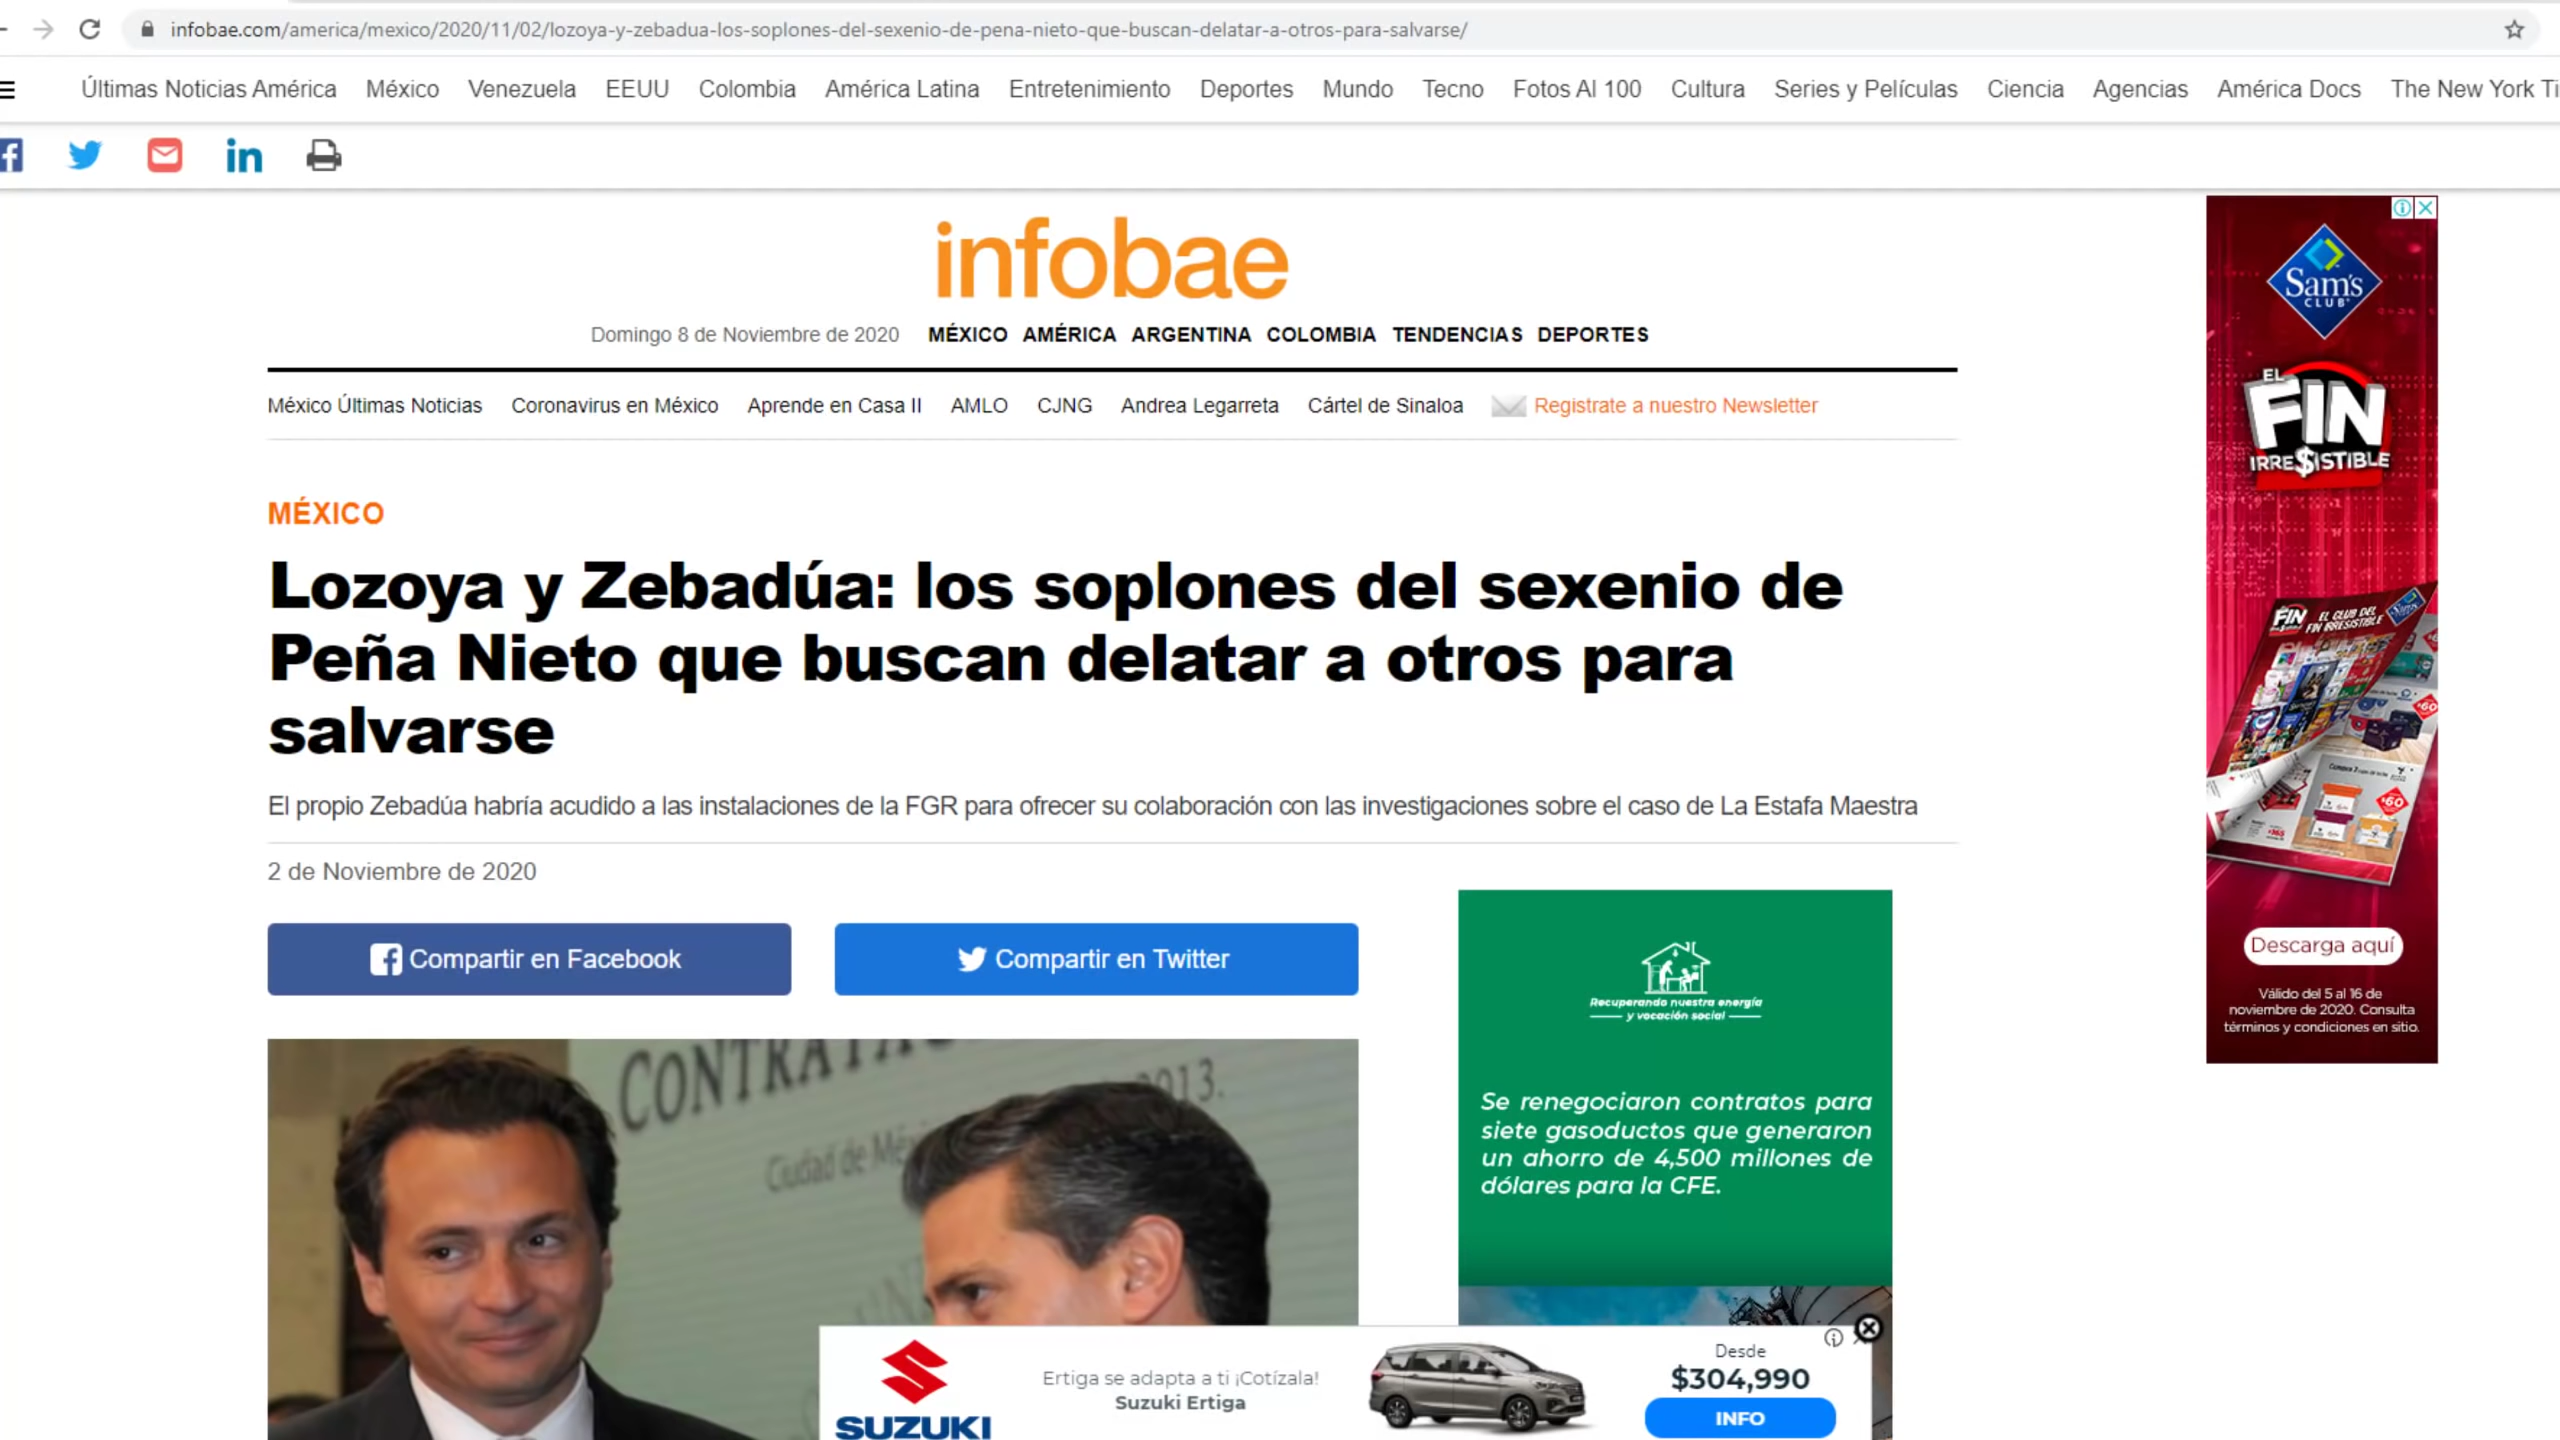 infobae.com/america/mexico/2020/11/02/lozoya-y-zebadua-los-soplones-del-sexenio-de-pena-nieto-que-buscan-delatar-a-otros-para-salvarse/
Últimas Noticias América México Venezuela EEUU Colombia América Latina Entretenimiento Deportes Mundo Tecno Fotos Al 100 Cultura Series y Películas Ciencia Agencias América Docs The New York Ti
infobae
Domingo 8 de Noviembre de 2020 MÉXICO AMÉRICA ARGENTINA COLOMBIA TENDENCIAS DEPORTES
México Últimas Noticias Coronavirus en México Aprende en Casa II AMLO CJNG Andrea Legarreta Cártel de Sinaloa Registrate a nuestro Newsletter
MÉXICO
Lozoya y Zebadúa: los soplones del sexenio de
Peña Nieto que buscan delatar a otros para
salvarse
El propio Zebadúa habría acudido a las instalaciones de la FGR para ofrecer su colaboración con las investigaciones sobre el caso de La Estafa Maestra
2 de Noviembre de 2020
Compartir en Facebook
Compartir en Twitter
2013.
Ciudad de
Recuperando nuestra energía
y vocación social
Se renegociaron contratos para
siete gasoductos que generaron
un ahorro de 4,500 millones de
dólares para la CFE.
SUZUKI
Ertiga se adapta a ti ¡Cotízala!
Suzuki Ertiga
Desde
$304,990
INFO
Sam's
CLUB
EL
FIN
IRRE$ISTIBLE
FIN
EL CLUB DEL
FIN IRRESISTIBLE
$60
Descarga aquí
Válido del 5 al 16 de
noviembre de 2020. Consulta
términos y condiciones en sitio.